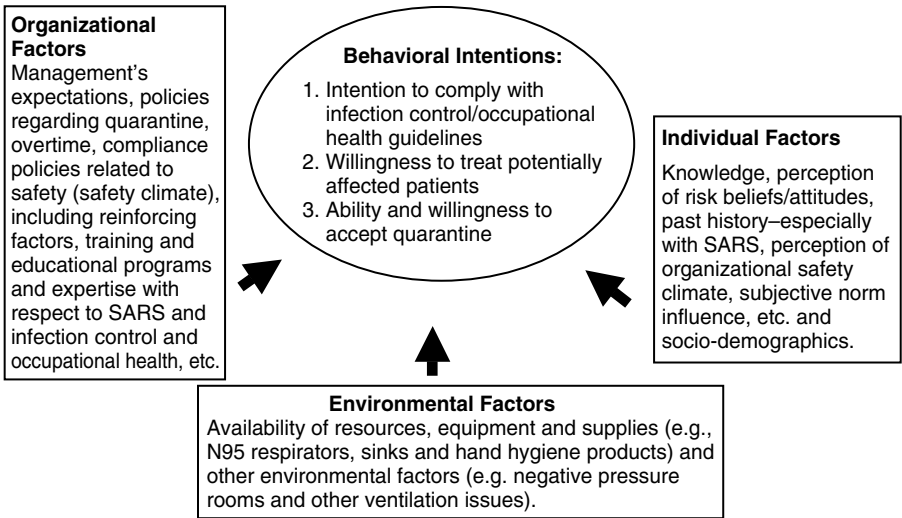 Organizational
Factors
Management's
expectations, policies
regarding quarantine,
overtime, compliance
policies related to
safety (safety climate),
including reinforcing
factors, training and
educational programs
and expertise with
respect to SARS and
infection control and
occupational health, etc.
Behavioral Intentions:
1. Intention to comply with
infection control/occupational
health guidelines
2. Willingness to treat potentially
affected patients
3. Ability and willingness to
accept quarantine
Individual Factors
Knowledge, perception
of risk beliefs/attitudes,
past history–especially
with SARS, perception of
organizational safety
climate, subjective norm
influence, etc. and
socio-demographics.
Environmental Factors
Availability of resources, equipment and supplies (e.g.,
N95 respirators, sinks and hand hygiene products) and
other environmental factors (e.g. negative pressure
rooms and other ventilation issues).